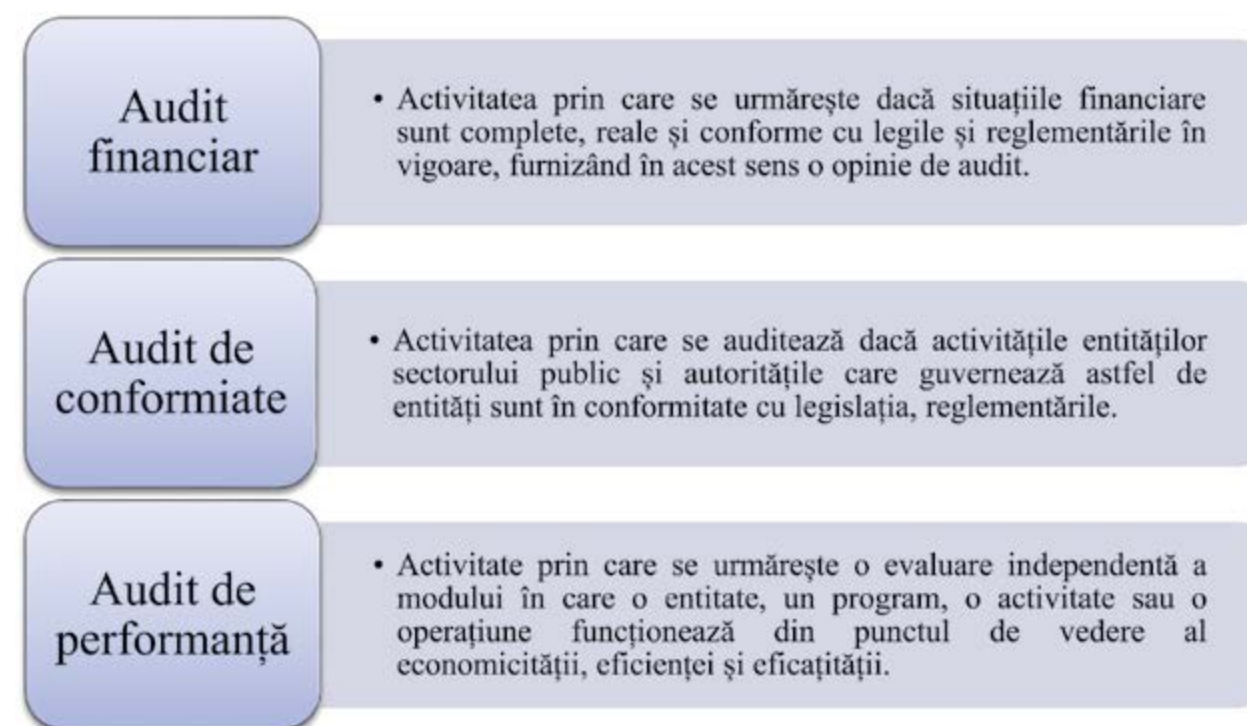 Audit
financiar
• Activitatea prin care se urmărește dacă situațiile financiare
sunt complete, reale și conforme cu legile și reglementările în
vigoare, furnizând în acest sens o opinie de audit.
Audit de
conformiate
• Activitatea prin care se auditează dacă activitățile entităților
sectorului public și autoritățile care guvernează astfel de
entități sunt în conformitate cu legislația, reglementările.
Audit de
performanță
• Activitate prin care se urmărește o evaluare independentă a
modului în care o entitate, un program, o activitate sau o
operațiune funcționează din punctul de vedere al
economicității, eficienței și eficațității.